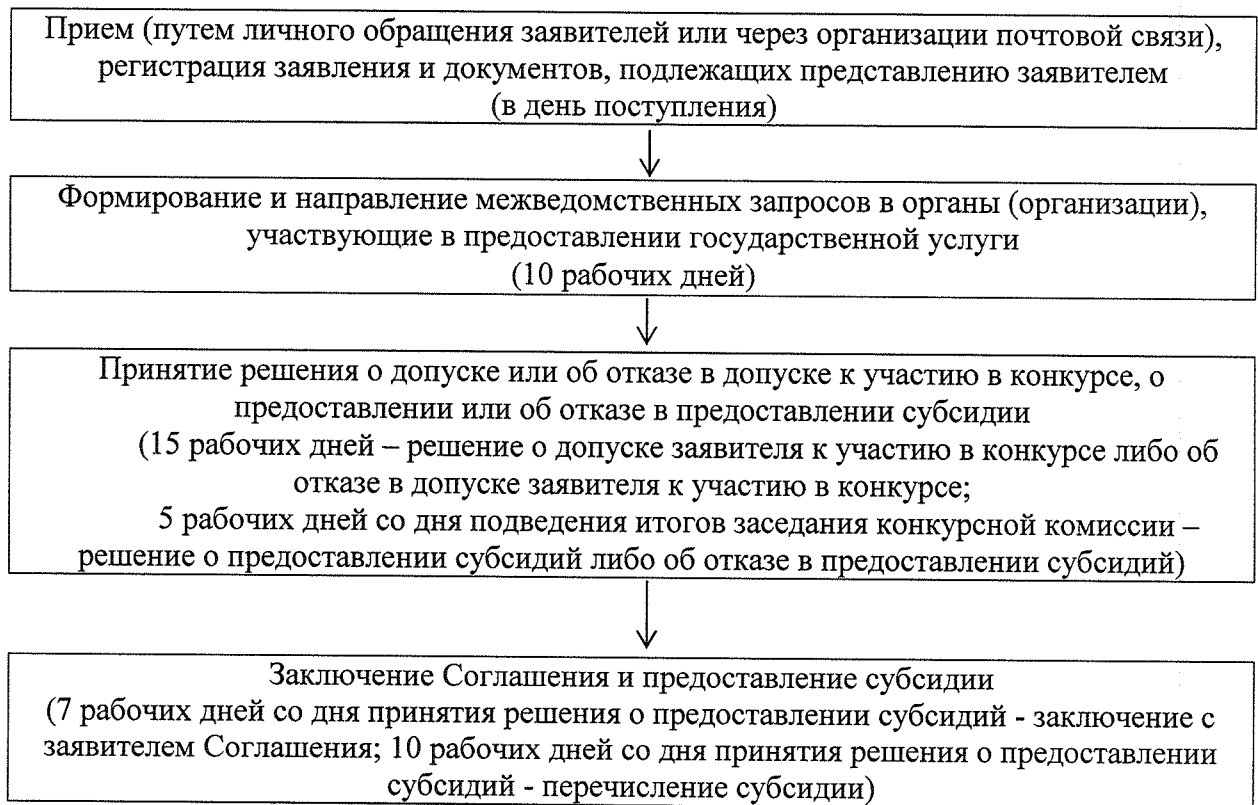 Прием (путем личного обращения заявителей или через организации почтовой связи),
регистрация заявления и документов, подлежащих представлению заявителем
(в день поступления)
Формирование и направление межведомственных запросов в органы (организации),
участвующие в предоставлении государственной услуги
(10 рабочих дней)
Принятие решения о допуске или об отказе в допуске к участию в конкурсе, о
предоставлении или об отказе в предоставлении субсидии
(15 рабочих дней – решение о допуске заявителя к участию в конкурсе либо об
отказе в допуске заявителя к участию в конкурсе;
5 рабочих дней со дня подведения итогов заседания конкурсной комиссии –
решение о предоставлении субсидий либо об отказе в предоставлении субсидий)
Заключение Соглашения и предоставление субсидии
(7 рабочих дней со дня принятия решения о предоставлении субсидий - заключение с
заявителем Соглашения; 10 рабочих дней со дня принятия решения о предоставлении
субсидий - перечисление субсидии)